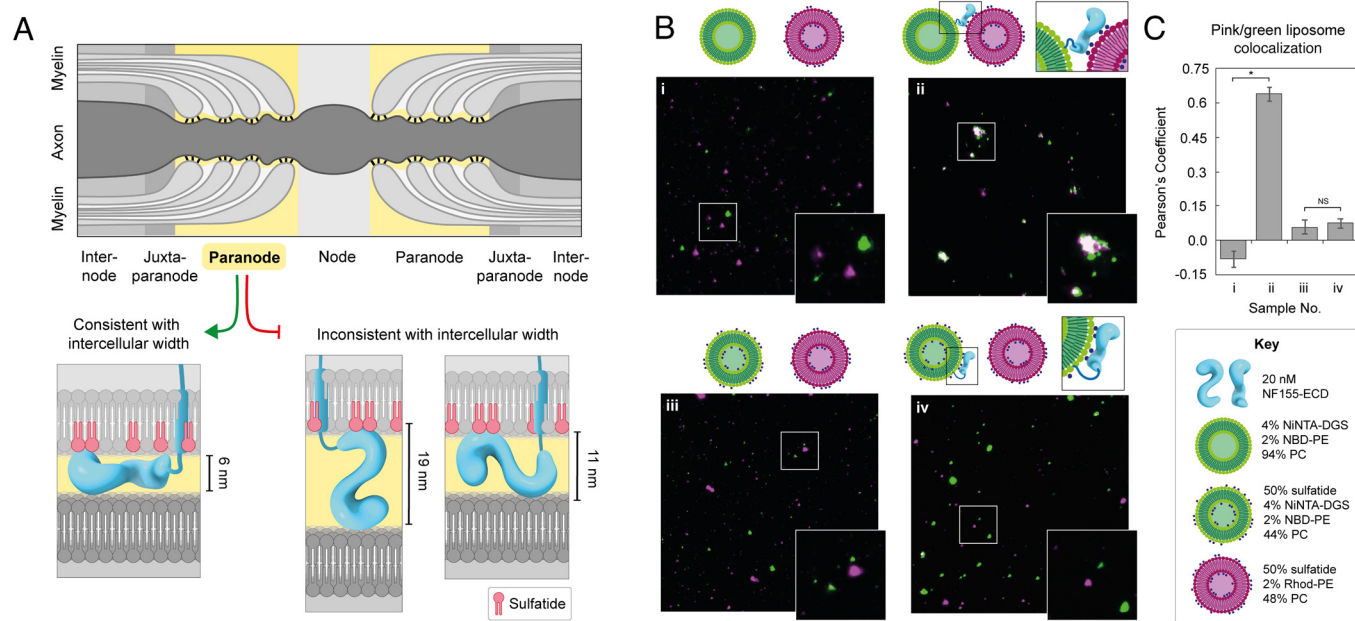 A
Myelin
Axon
Myelin
Inter-
node
Juxta-
paranode
Paranode
Node
Paranode
Juxta-
paranode
Inter-
node
Consistent with
intercellular width
Inconsistent with intercellular width
6 nm
19 nm
11 nm
Sulfatide
B
i
ii
iii
iv
C
Pink/green liposome
colocalization
Pearson's Coefficient
0.75
0.6
0.45
0.30
0.15
0.0
-0.15
*
NS
i
ii
iii
iv
Sample No.
Key
20 nM
NF155-ECD
4% NiNTA-DGS
2% NBD-PE
94% PC
50% sulfatide
4% NiNTA-DGS
2% NBD-PE
44% PC
50% sulfatide
2% Rhod-PE
48% PC